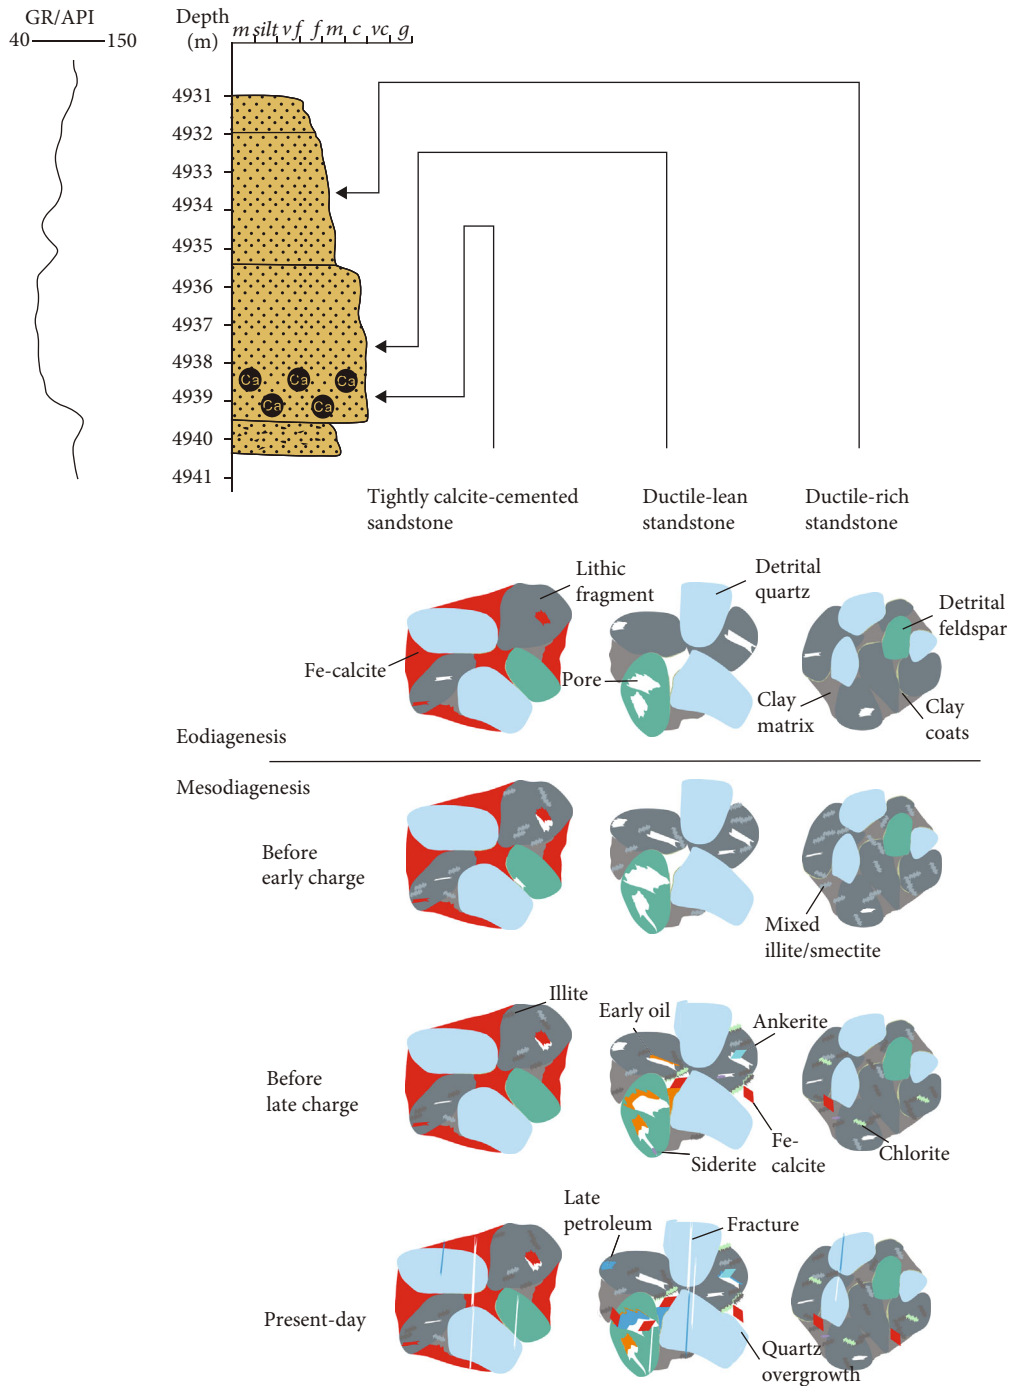 GR/API
40
150
Depth
(m)
m silt vf f m c vc g
4931
4932
4933
4934
4935
4936
4937
4938
4939
4940
4941
Ca
Ca
Ca
Ca
Ca
Tightly calcite-cemented
sandstone
Ductile-lean
standstone
Ductile-rich
standstone
Lithic
fragment
Detrital
quartz
Detrital
feldspar
Fe-calcite
Pore
Clay
matrix
Clay
coats
Eodiagenesis
Mesodiagenesis
Before
early charge
Mixed
illite/smectite
Illite
Early oil
Ankerite
Before
late charge
Siderite
Fe-
calcite
Chlorite
Late
petroleum
Fracture
Present-day
Quartz
overgrowth